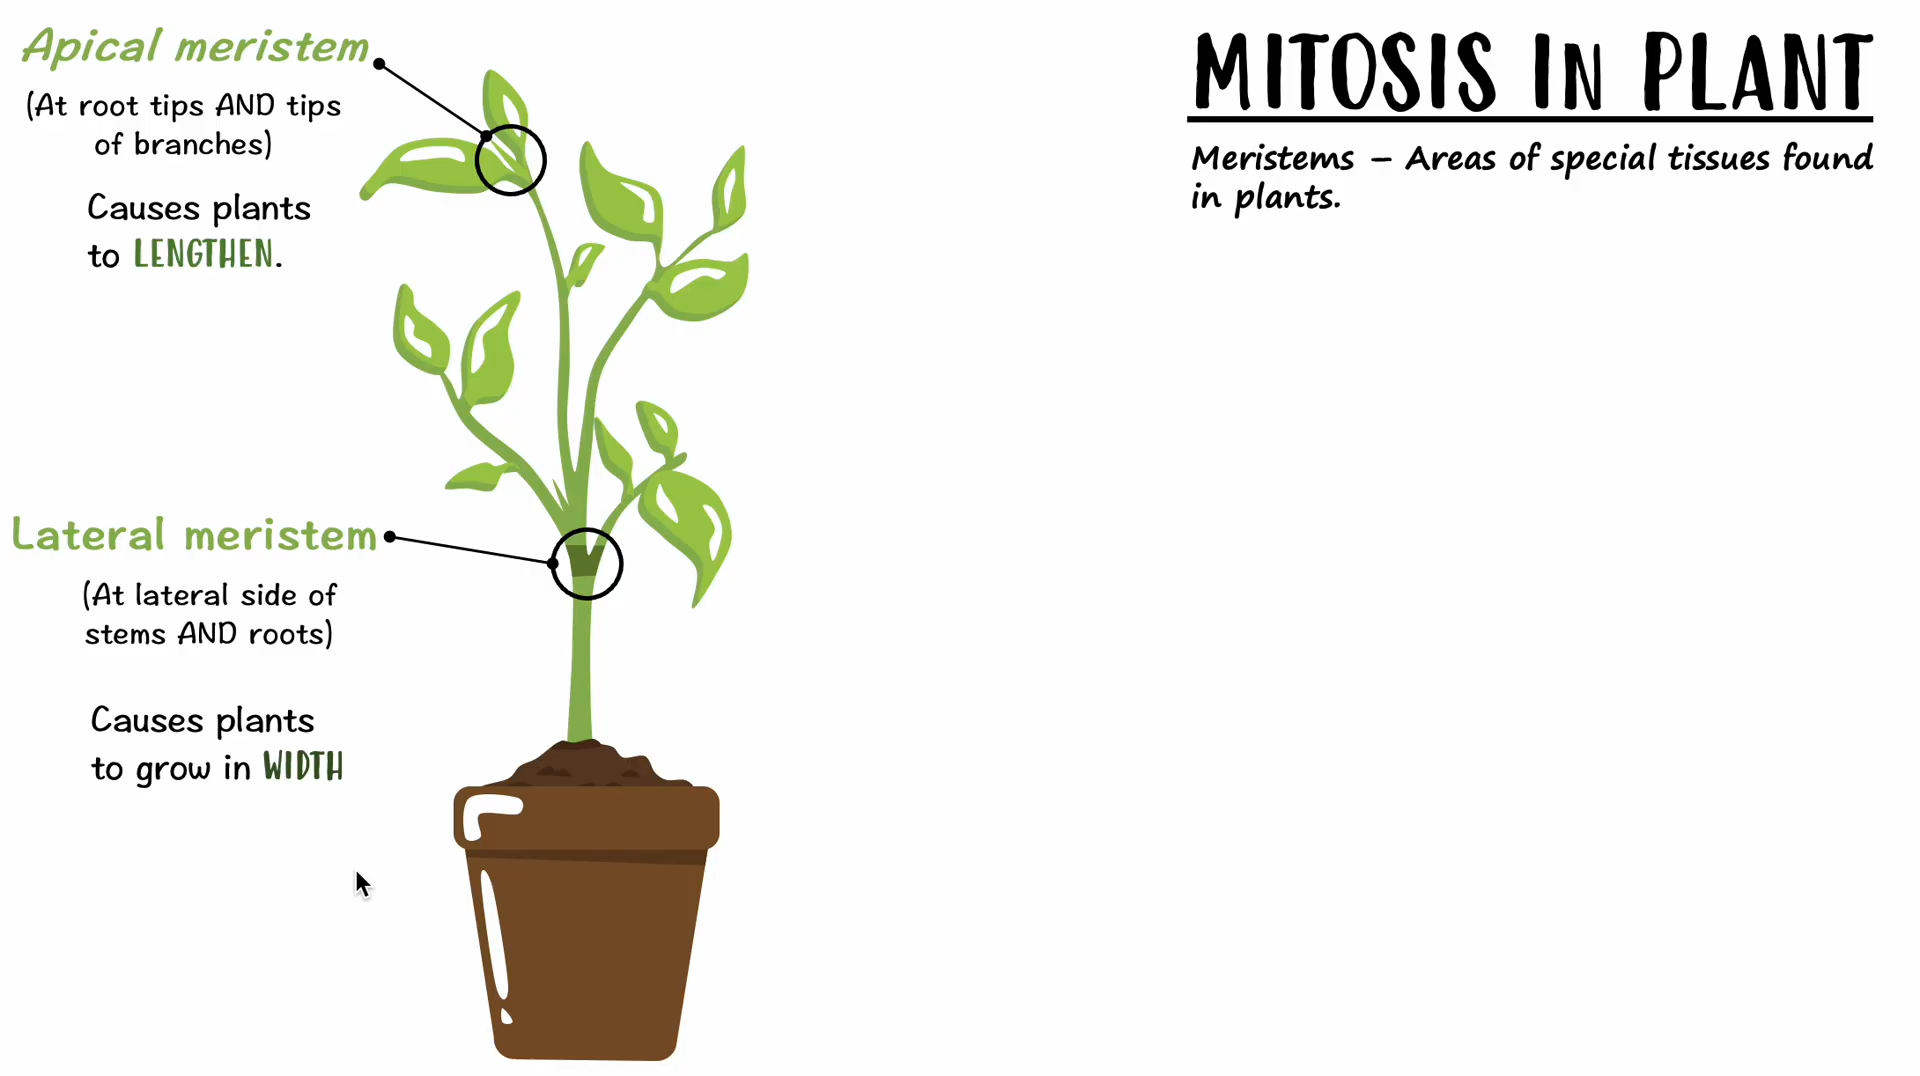 Apical meristem
(At root tips AND tips
of branches)
Causes plants
to LENGTHEN.
Lateral meristem
(At lateral side of
stems AND roots)
Causes plants
to grow in WIDTH
MITOSIS IN PLANT
Meristems – Areas of special tissues found
in plants.